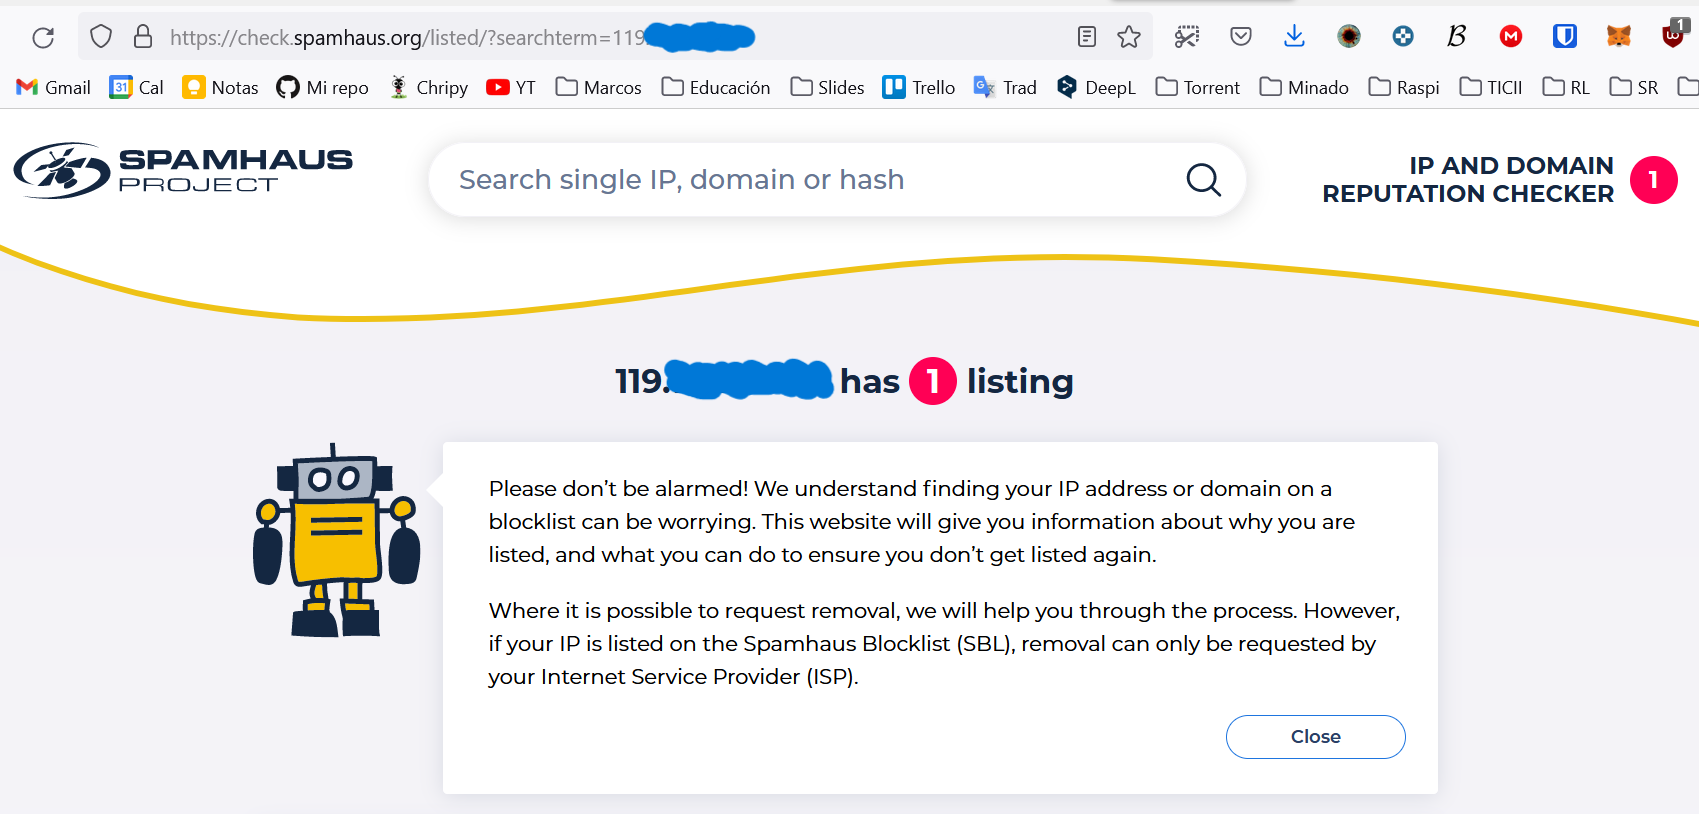 https://check.spamhaus.org/listed/?searchterm=119.
1
Gmail
31
Cal
Notas
Mi repo
Chripy
YT
Marcos
Educación
Slides
Trello
Trad
DeepL
Torrent
Minado
Raspi
TICII
RL
SR
SPAMHAUS
PROJECT
Search single IP, domain or hash
IP AND DOMAIN
REPUTATION CHECKER
1
119. has 1 listing
Please don’t be alarmed! We understand finding your IP address or domain on a
blocklist can be worrying. This website will give you information about why you are
listed, and what you can do to ensure you don’t get listed again.
Where it is possible to request removal, we will help you through the process. However,
if your IP is listed on the Spamhaus Blocklist (SBL), removal can only be requested by
your Internet Service Provider (ISP).
Close